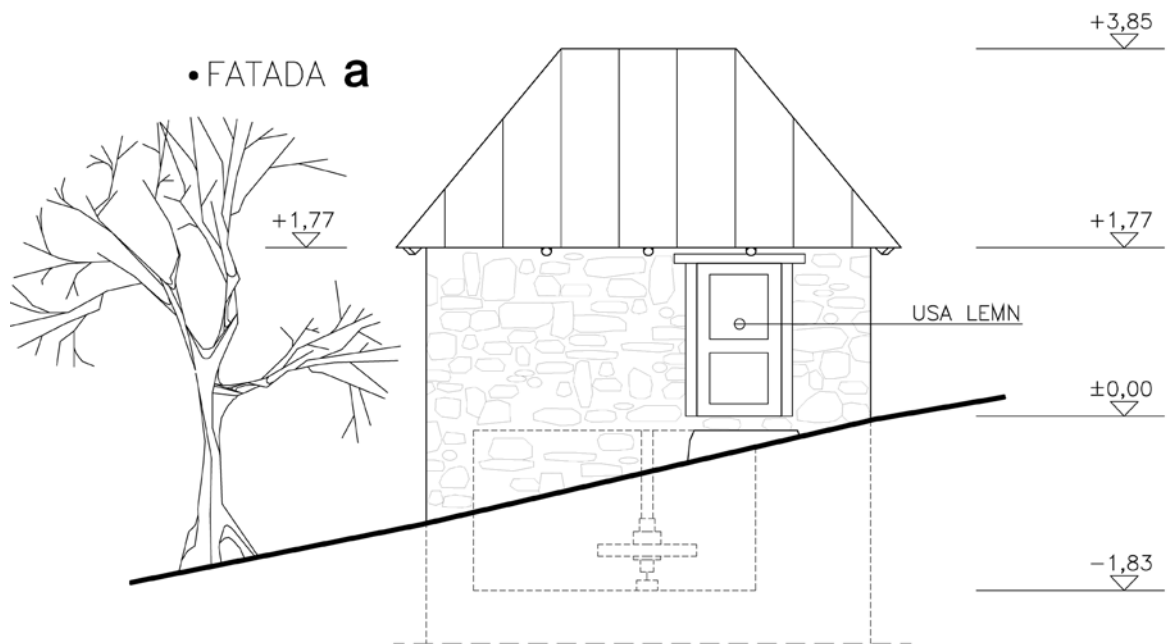 +3,85
• FATADA a
+1,77
+1,77
USA LEMN
±0,00
−1,83